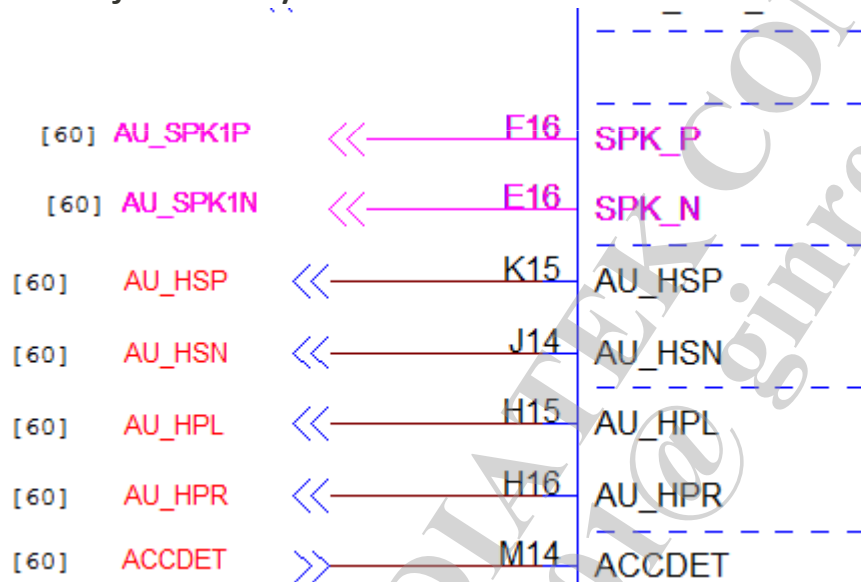 [60] AU_SPK1P F16 SPK_P
[60] AU_SPK1N E16 SPK_N
[60] AU_HSP K15 AU_HSP
[60] AU_HSN J14 AU_HSN
[60] AU_HPL H15 AU_HPL
[60] AU_HPR H16 AU_HPR
[60] ACCDET M14 ACCDET